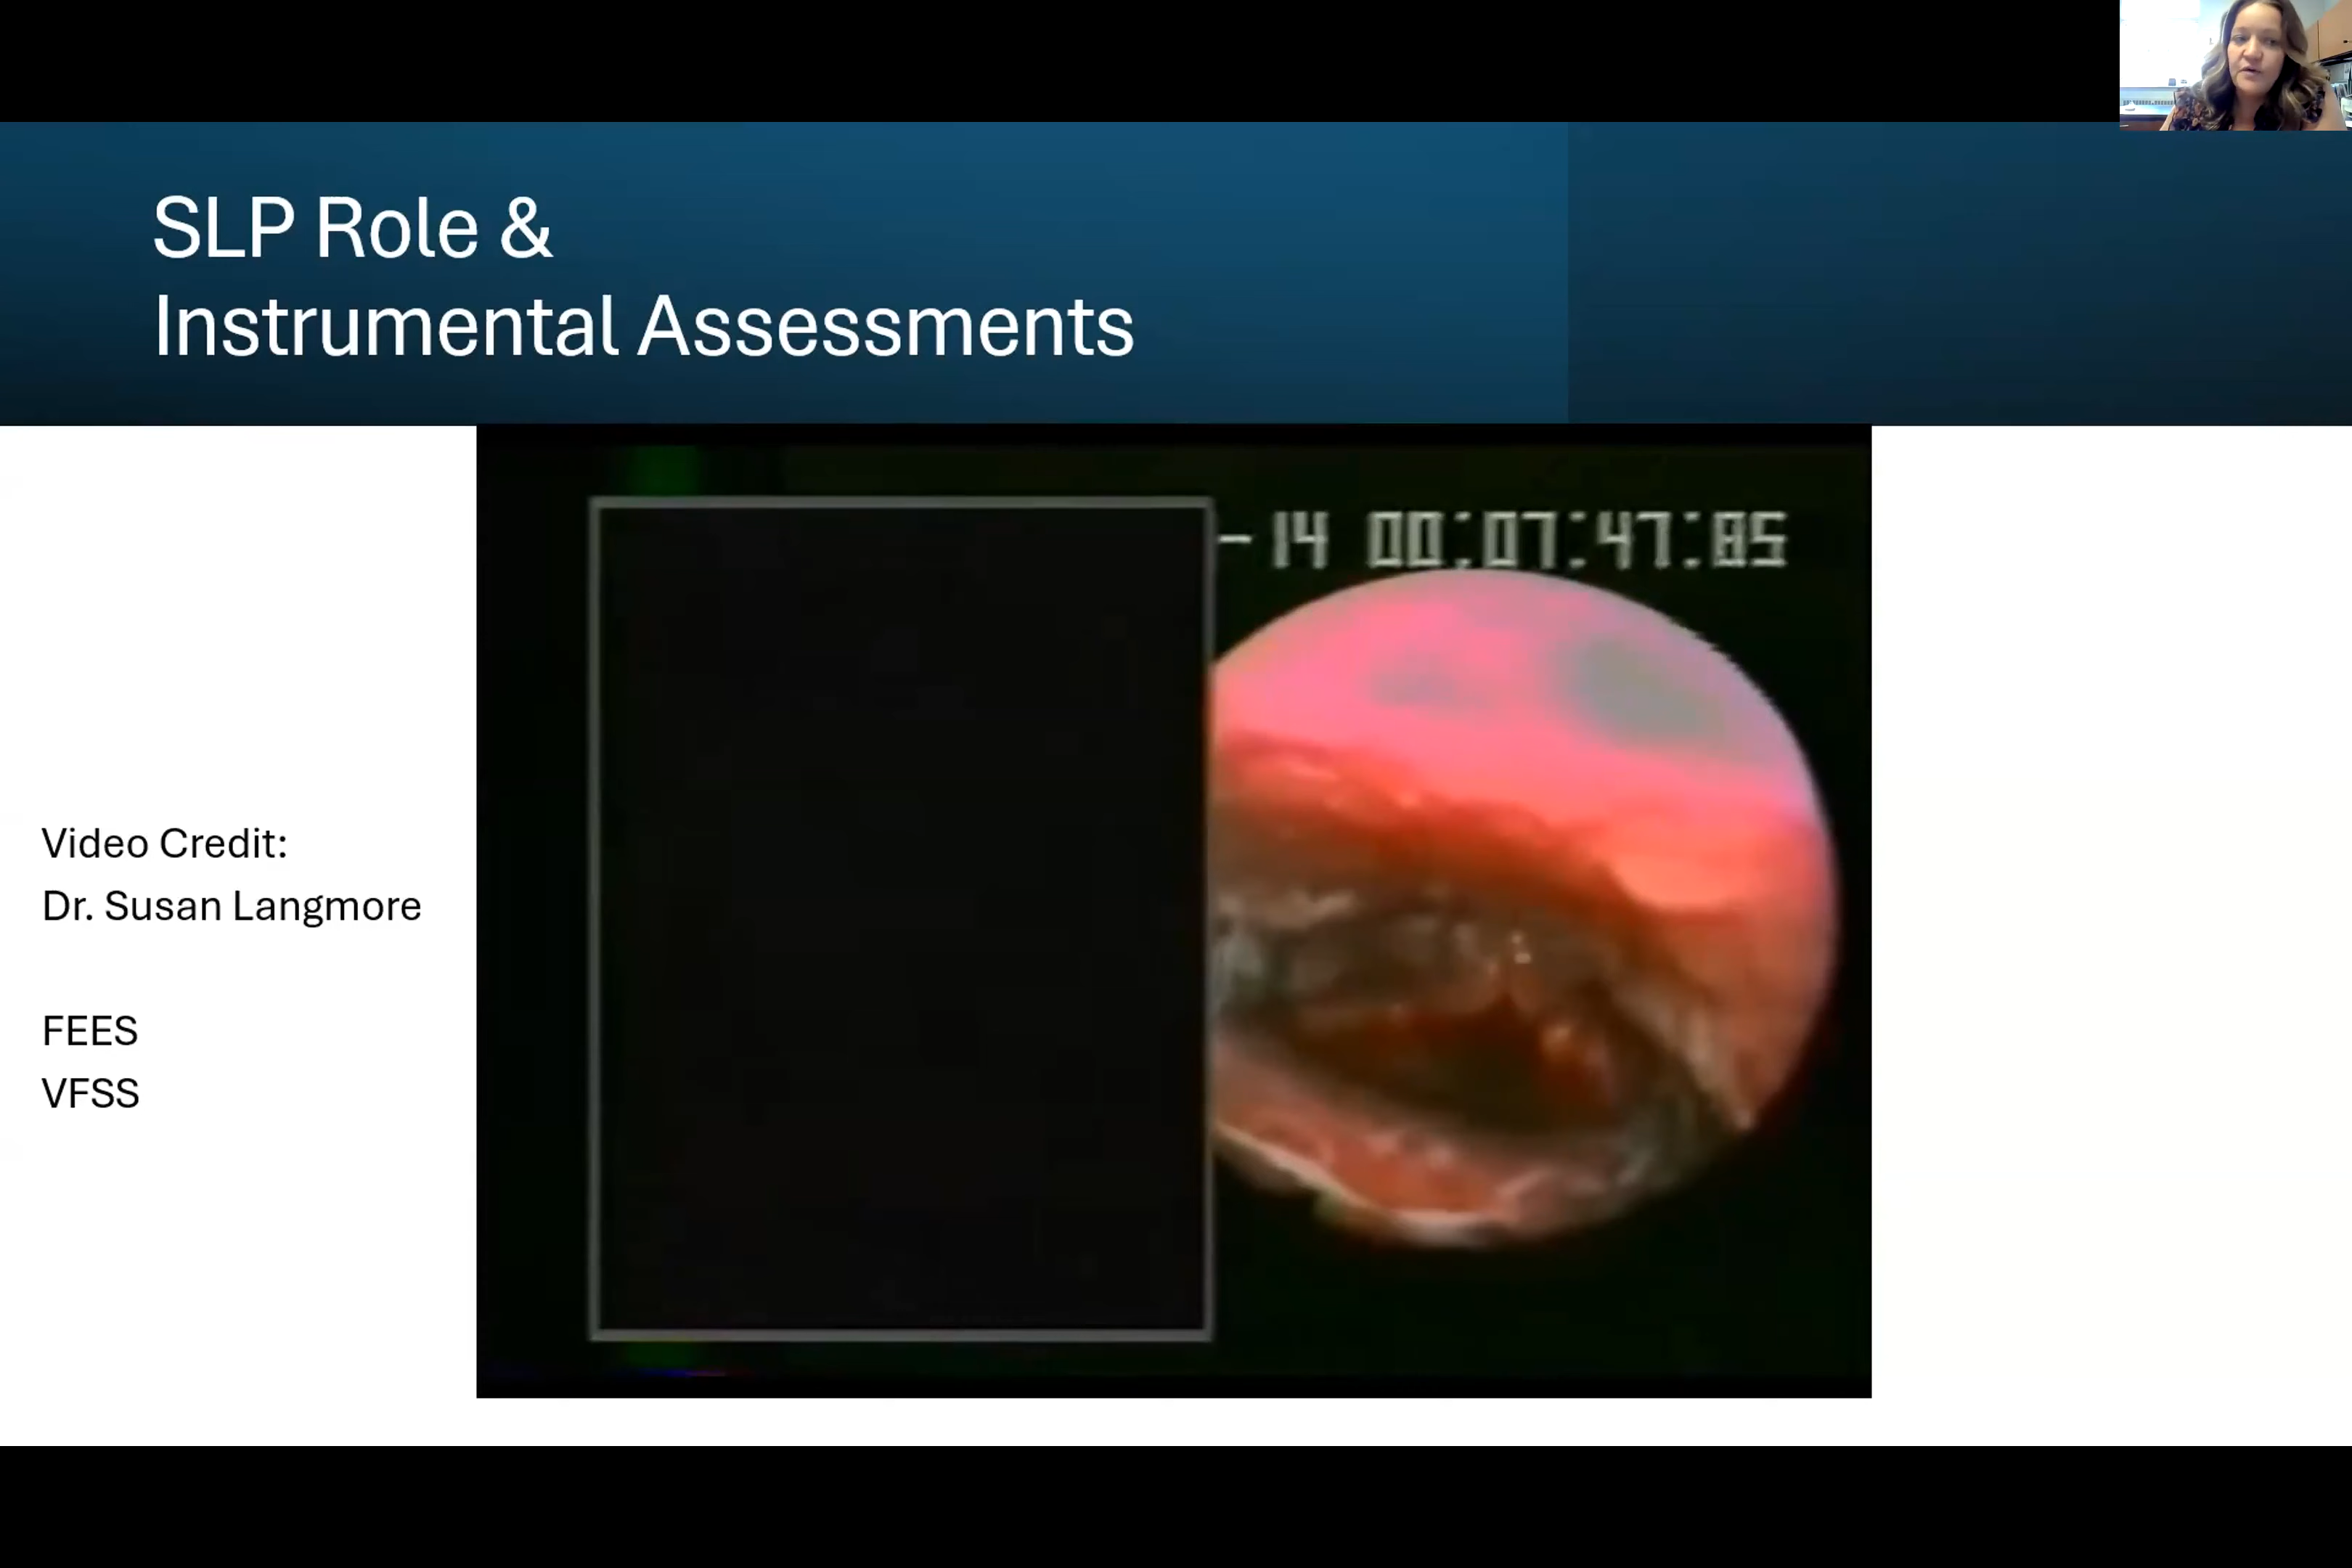 SLP Role &
Instrumental Assessments
-14 00:07:47:85
Video Credit:
Dr. Susan Langmore
FEES
VFSS